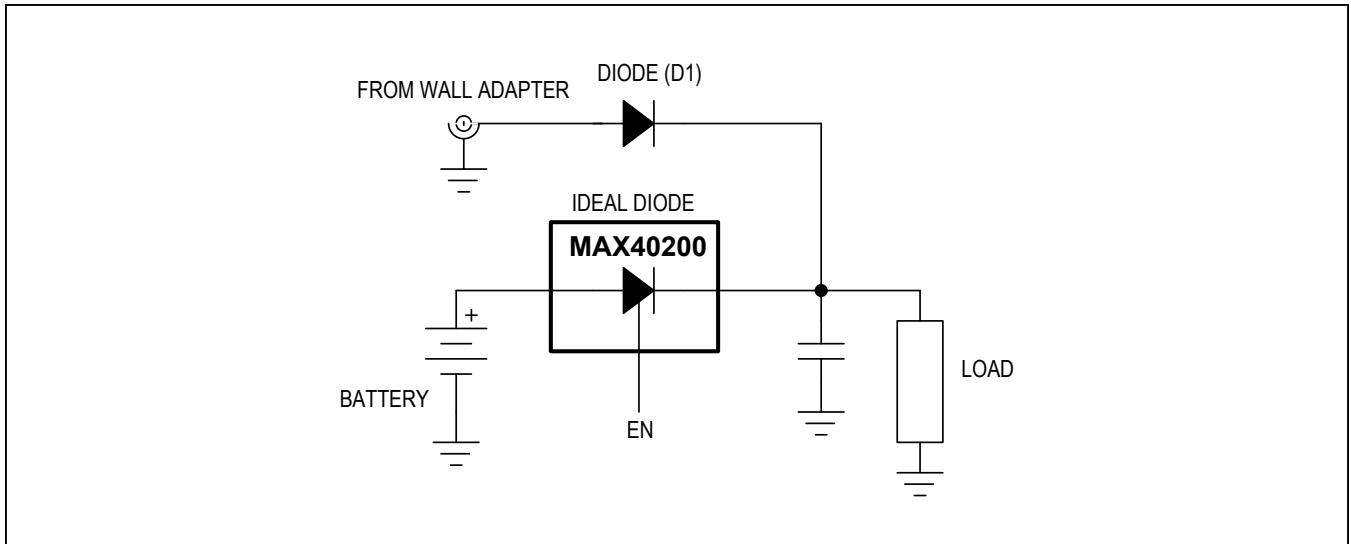 DIODE (D1)
FROM WALL ADAPTER
IDEAL DIODE
MAX40200
+
BATTERY
LOAD
EN